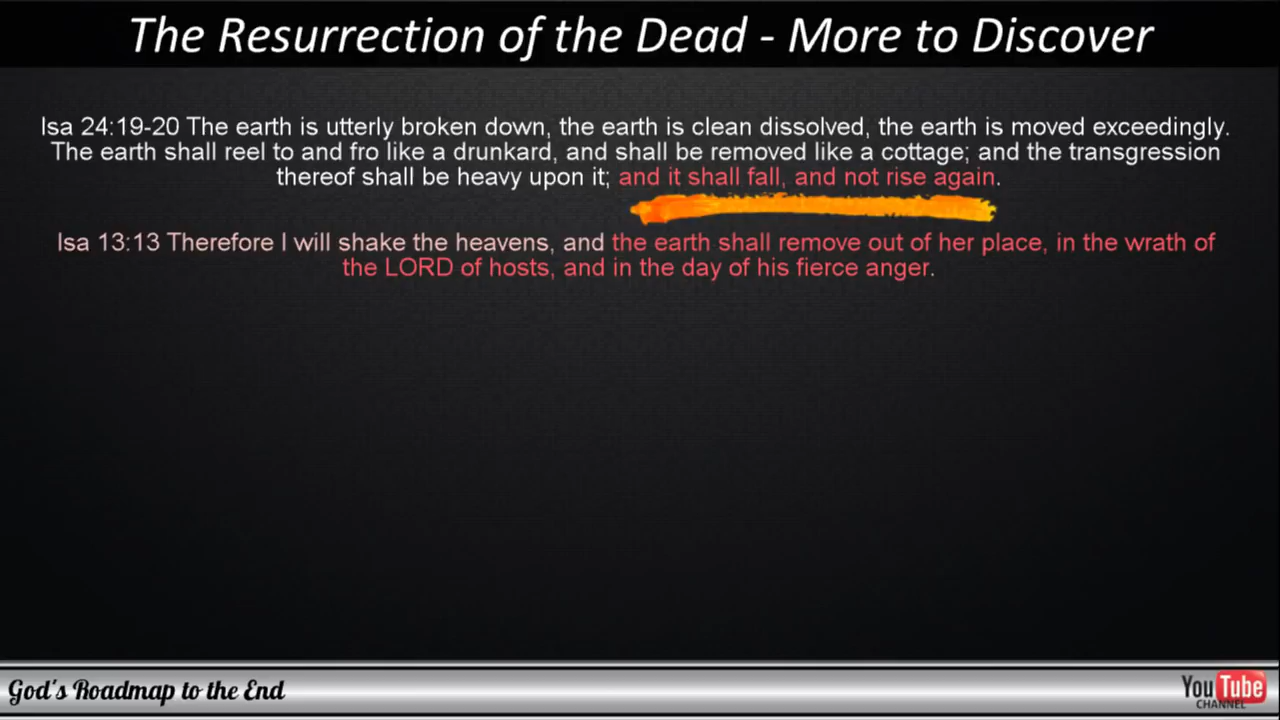 The Resurrection of the Dead - More to Discover
Isa 24:19-20 The earth is utterly broken down, the earth is clean dissolved, the earth is moved exceedingly.
The earth shall reel to and fro like a drunkard, and shall be removed like a cottage; and the transgression
thereof shall be heavy upon it; and it shall fall, and not rise again.
Isa 13:13 Therefore I will shake the heavens, and the earth shall remove out of her place, in the wrath of
the LORD of hosts, and in the day of his fierce anger.
God's Roadmap to the End
YouTube
CHANNEL